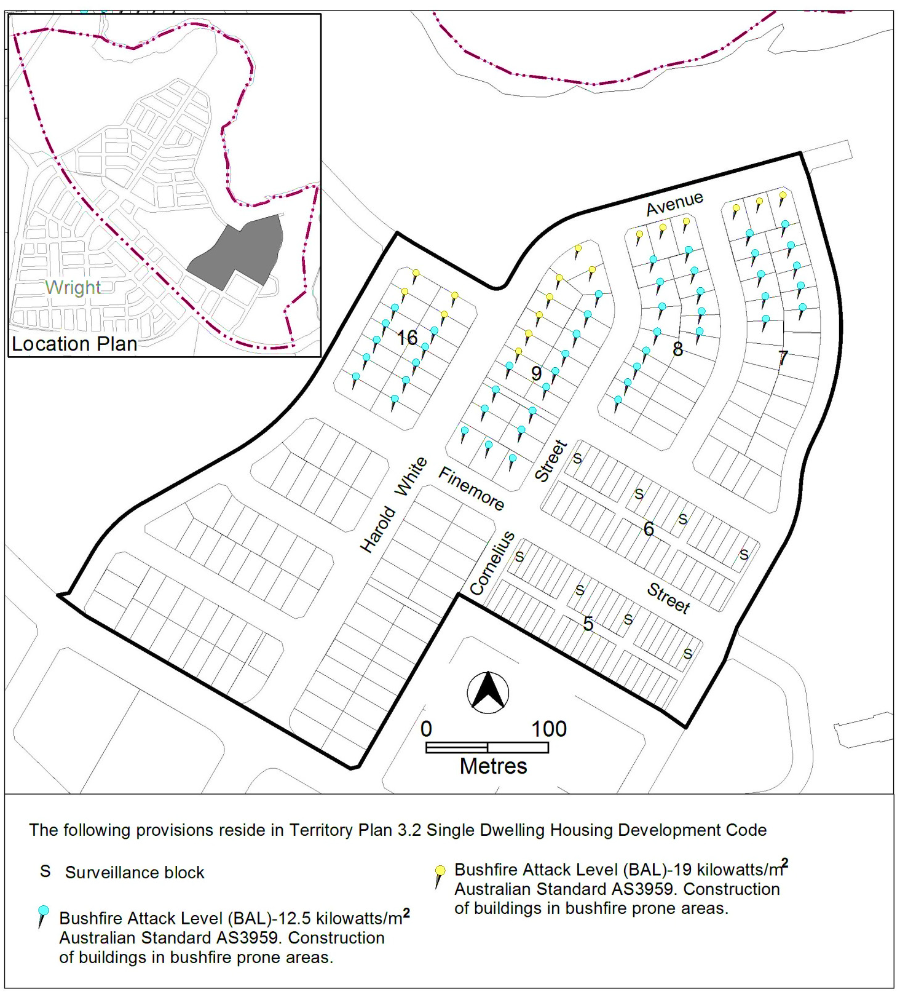 Wright
Location Plan
Avenue
16
9
8
7
Harold White
Finemore
Street
Cornelius
Street
S
S
S
S
6
S
S
S
S
5
0 100
Metres
The following provisions reside in Territory Plan 3.2 Single Dwelling Housing Development Code
S Surveillance block
Bushfire Attack Level (BAL)-12.5 kilowatts/m²
Australian Standard AS3959. Construction
of buildings in bushfire prone areas.
Bushfire Attack Level (BAL)-19 kilowatts/m²
Australian Standard AS3959. Construction
of buildings in bushfire prone areas.